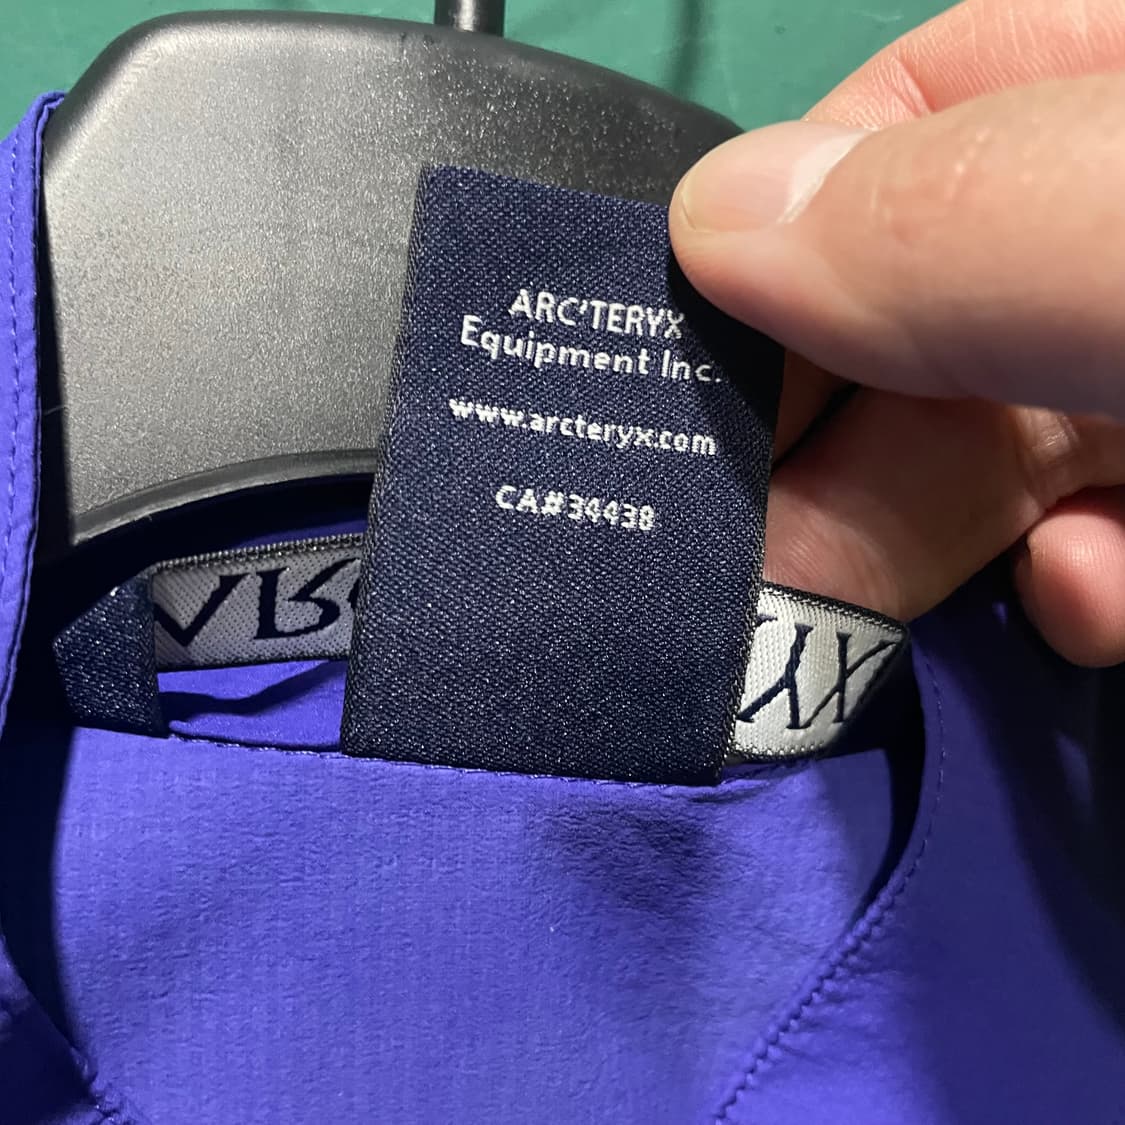 ARC'TERYX
Equipment Inc.
www.arcteryx.com
CA#34438